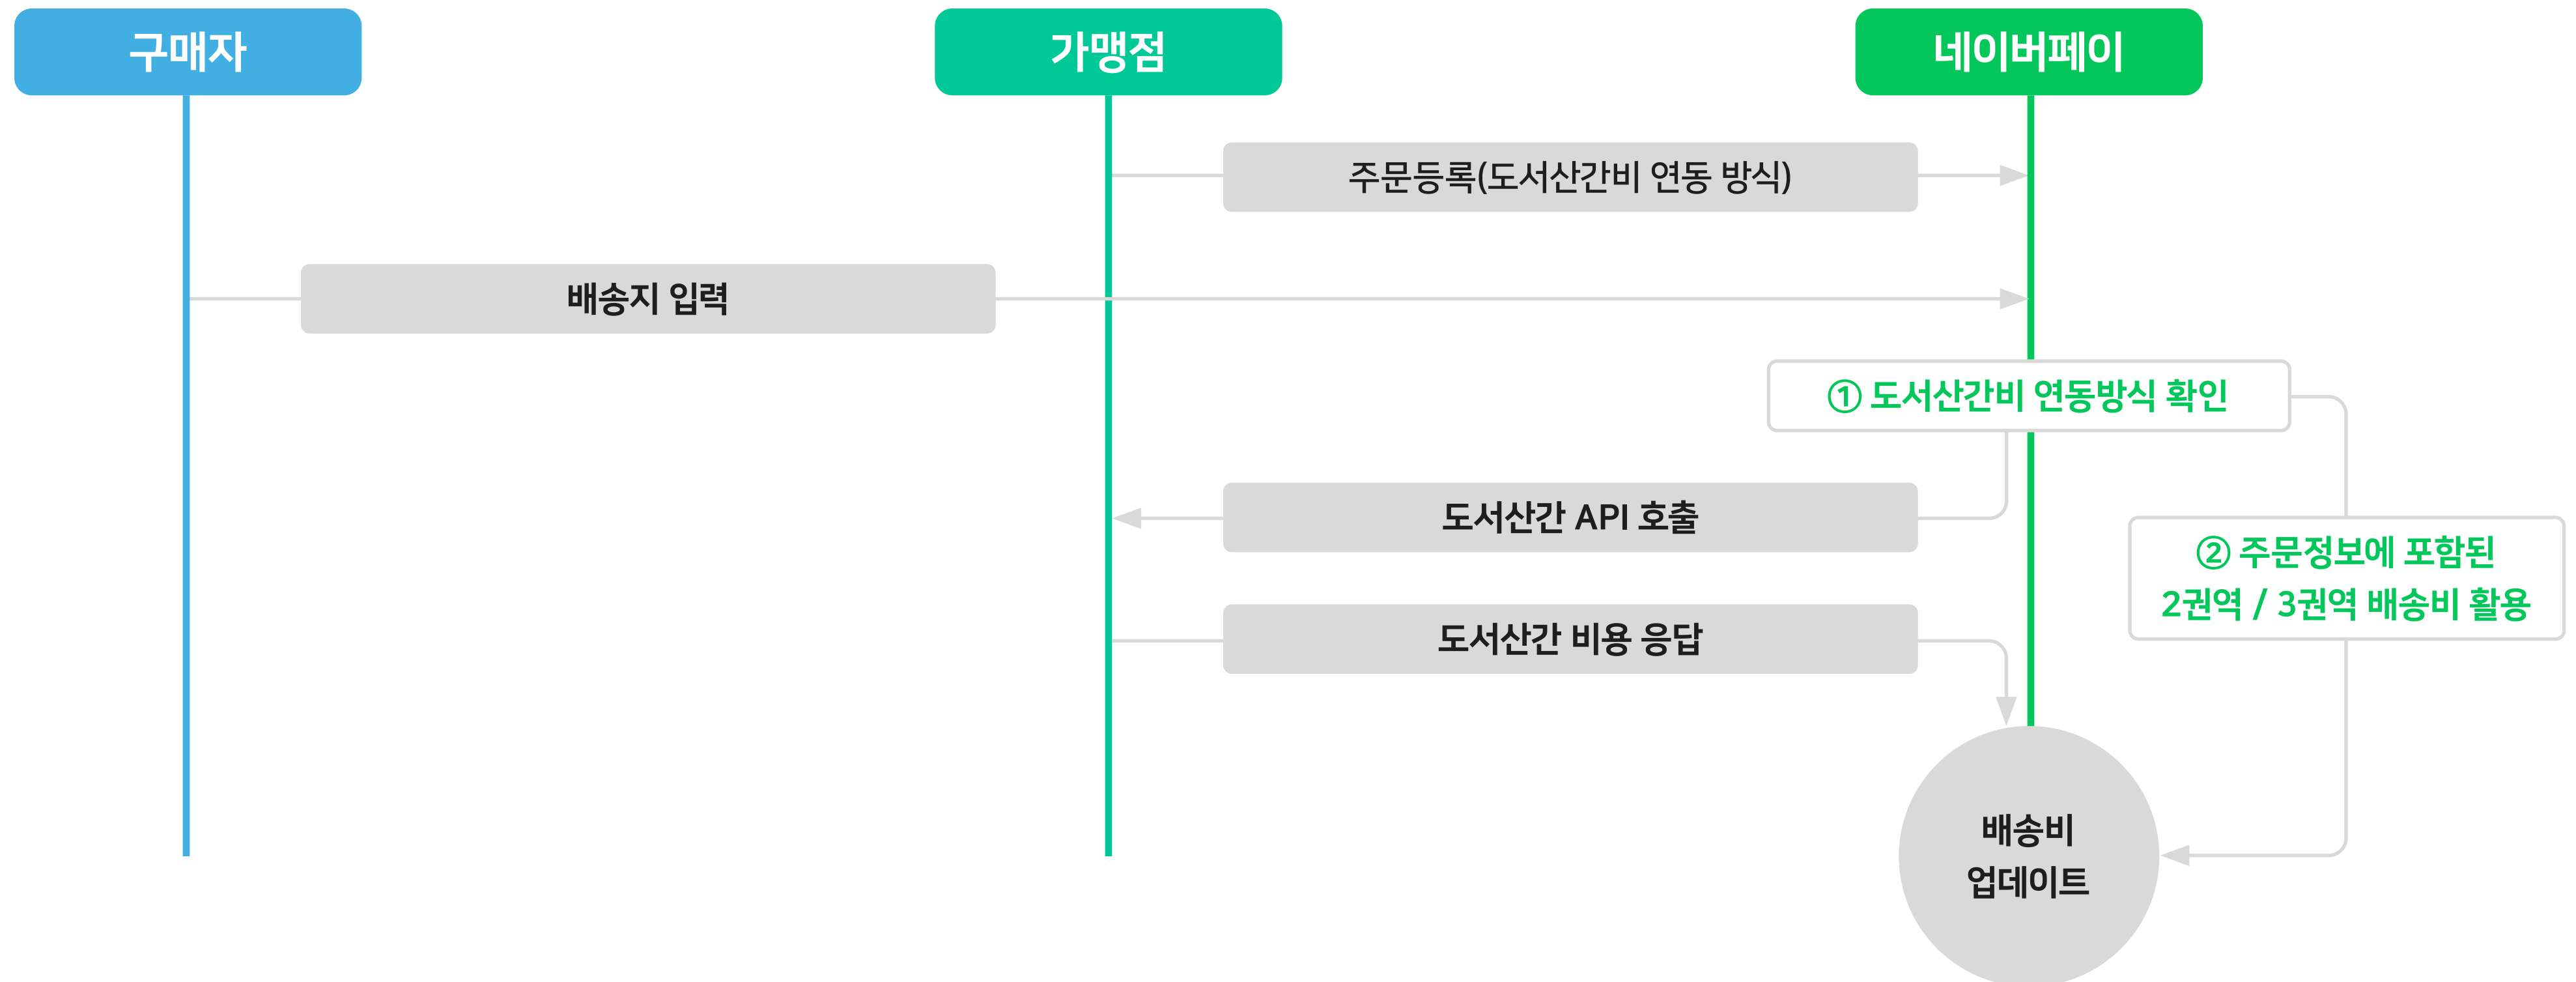 구매자
가맹점
네이버페이
주문등록(도서산간비 연동 방식)
배송지 입력
① 도서산간비 연동방식 확인
도서산간 API 호출
② 주문정보에 포함된
2권역 / 3권역 배송비 활용
도서산간 비용 응답
배송비
업데이트